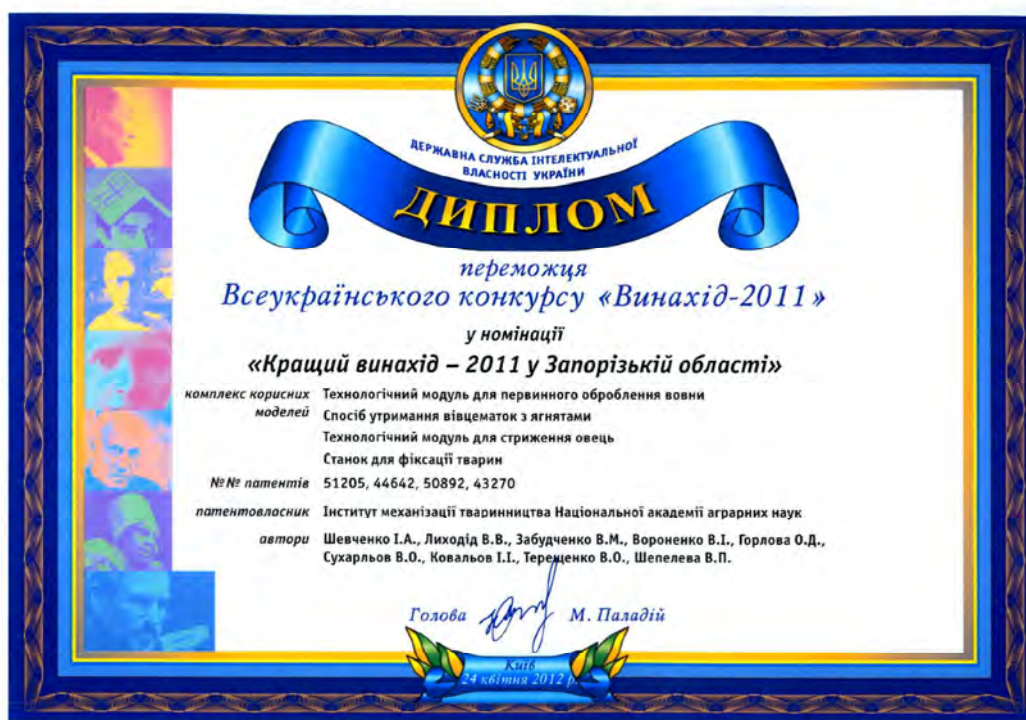 ДЕРЖАВНА СЛУЖБА ІНТЕЛЕКТУАЛЬНОЇ
ВЛАСНОСТІ УКРАЇНИ
ДИПЛОМ
переможця
Всеукраїнського конкурсу «Винахід-2011»
у номінації
«Кращий винахід – 2011 у Запорізькій області»
комплекс корисних Технологічний модуль для первинного оброблення вовни
моделей Спосіб утримання вівцематок з ягнятами
Технологічний модуль для стриження овець
Станок для фіксації тварин
№№ патентів 51205, 44642, 50892, 43270
патентовласник Інститут механізації тваринництва Національної академії аграрних наук
автори Шевченко І.А., Лиходід В.В., Забудченко В.М., Вороненко В.І., Горлова О.Д.,
Сухарльов В.О., Ковальов І.І., Терещенко В.О., Шепелева В.П.
Голова М. Паладій
Київ
24 квітня 2012 р.